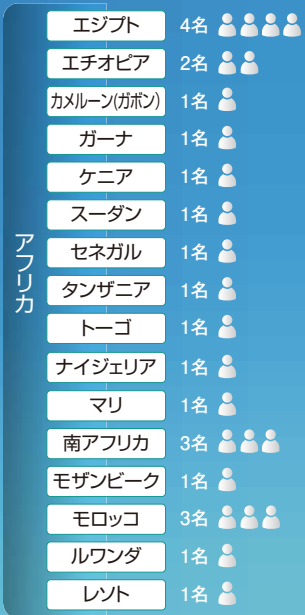 アフリカ
エジプト 4名
エチオピア 2名
カメルーン(ガボン) 1名
ガーナ 1名
ケニア 1名
スーダン 1名
セネガル 1名
タンザニア 1名
トーゴ 1名
ナイジェリア 1名
マリ 1名
南アフリカ 3名
モザンビーク 1名
モロッコ 3名
ルワンダ 1名
レソト 1名